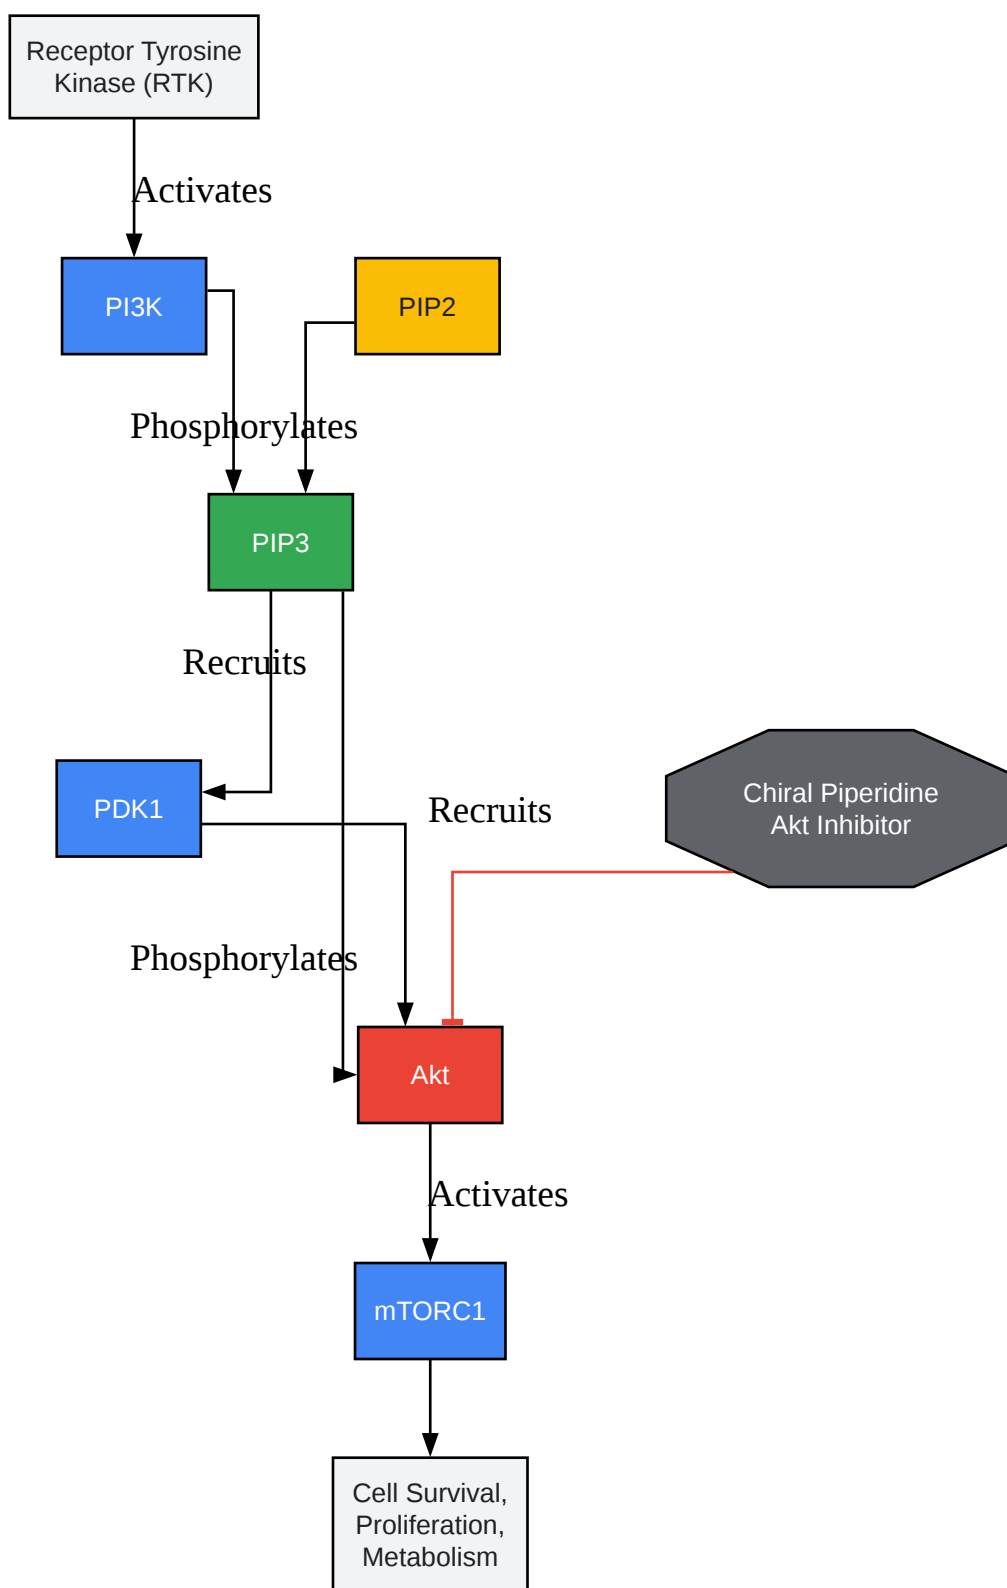 Receptor Tyrosine
Kinase (RTK)
Activates
PI3K
PIP2
Phosphorylates
PIP3
Recruits
PDK1
Recruits
Chiral Piperidine
Akt Inhibitor
Phosphorylates
Akt
Activates
mTORC1
Cell Survival,
Proliferation,
Metabolism